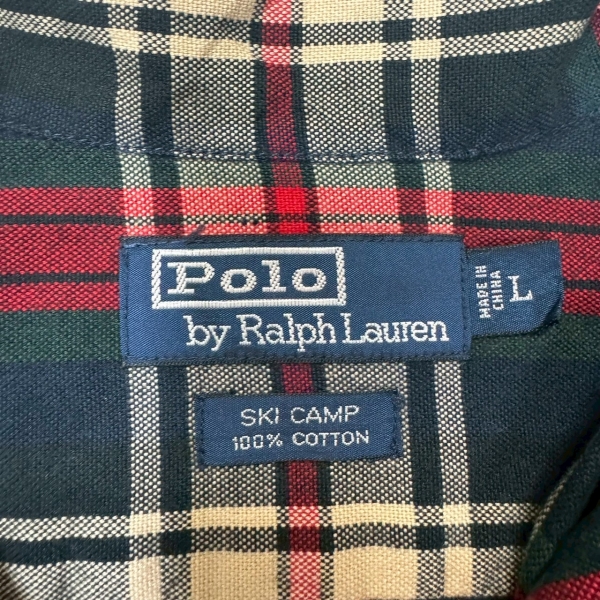 Polo
by Ralph Lauren
MADE IN
CHINA
L
SKI CAMP
100% COTTON